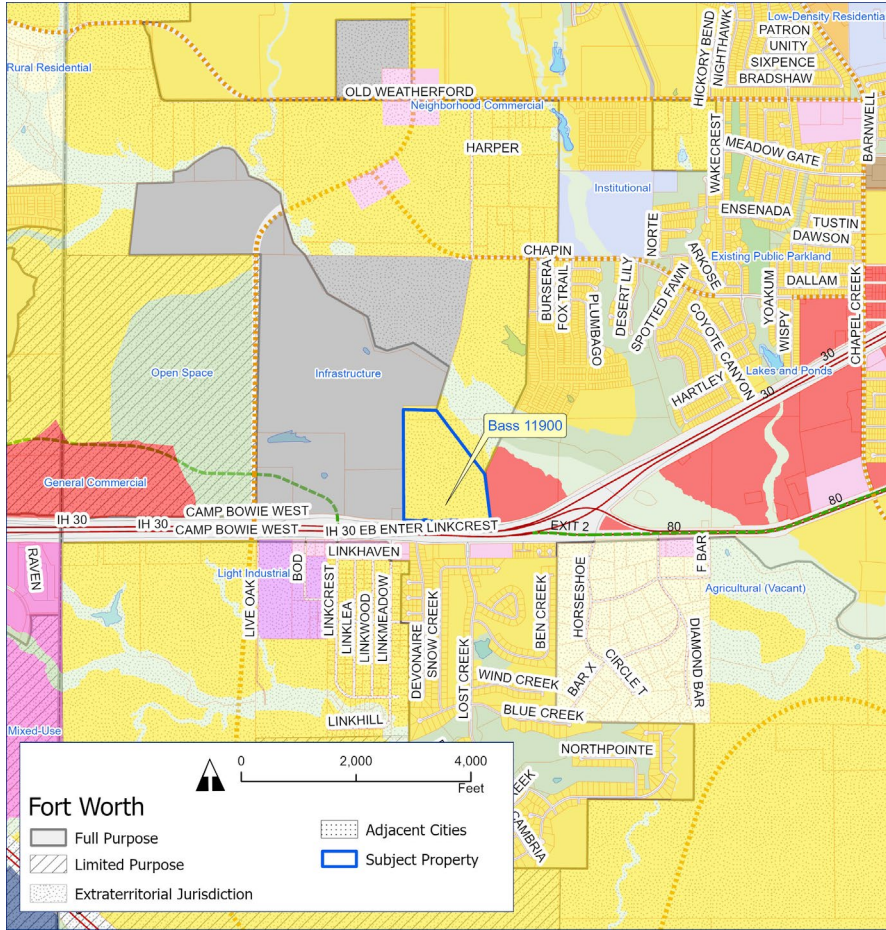 Low-Density Residential
PATRON
UNITY
SIXPENCE
BRADSHAW
HICKORY BEND
NIGHTHAWK
Rural Residential
OLD WEATHERFORD
Neighborhood Commercial
BARNWELL
HARPER
WAKECREST
MEADOW GATE
Institutional
ENSENADA
NORTE
TUSTIN
DAWSON
CHAPIN
ARKOSE
Existing Public Parkland
BURSERA
FOX TRAIL
PLUMBAGO
DESERT LILY
SPOTTED FAWN
DALLAM
YOAKUM
WISPY
COYOTE CANYON
CHAPEL CREEK
HARTLEY
30
30
Lakes and Ponds
Open Space
Infrastructure
Bass 11900
General Commercial
CAMP BOWIE WEST
IH 30
IH 30
CAMP BOWIE WEST
IH 30 EB ENTER LINKCREST
EXIT 2
80
80
RAVEN
LINKHAVEN
BOD
Light Industrial
LIVE OAK
LINKCREST
LINKLEA
LINKWOOD
LINKMEADOW
DEVONAIRE
SNOW CREEK
LOST CREEK
BEN CREEK
HORSESHOE
F BAR
Agricultural (Vacant)
WIND CREEK
BAR X
CIRCLE T
DIAMOND BAR
BLUE CREEK
LINKHILL
Mixed-Use
NORTHPOINTE
CAMBRIA
0
2,000
4,000
Feet
Fort Worth
Full Purpose
Limited Purpose
Extraterritorial Jurisdiction
Adjacent Cities
Subject Property